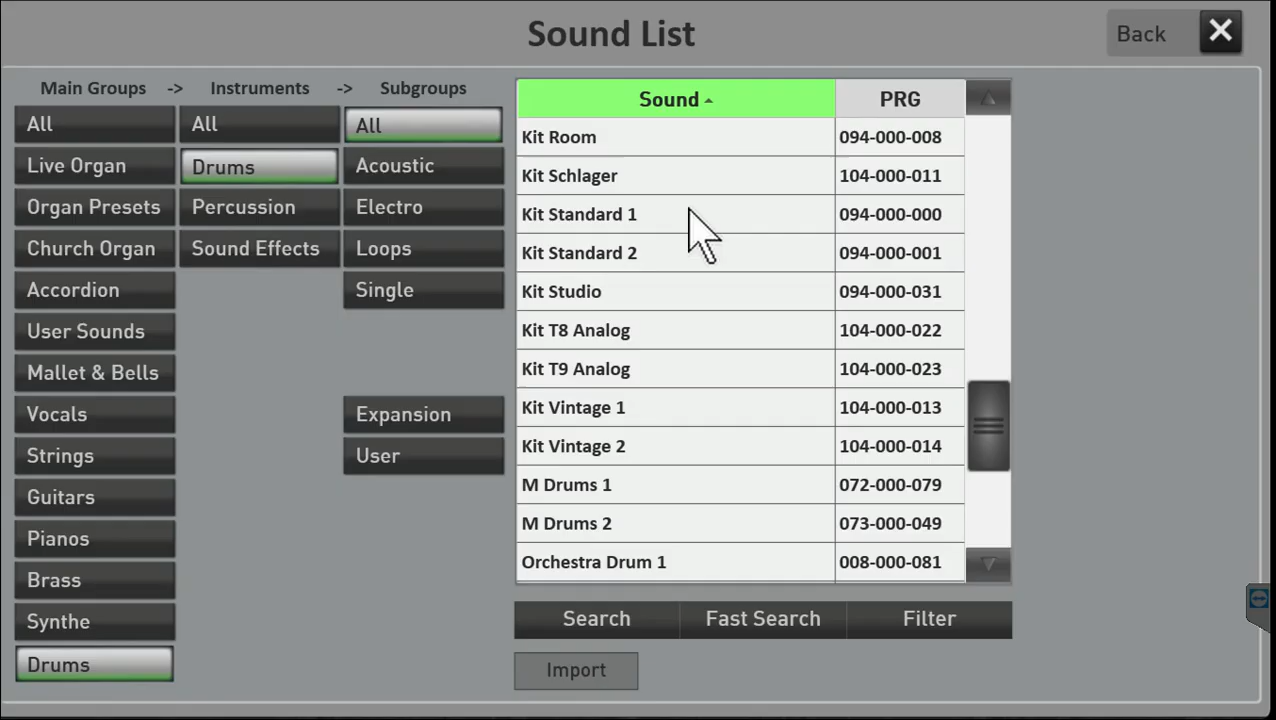 Sound List
Back
Main Groups -> Instruments -> Subgroups
All
Live Organ
Organ Presets
Church Organ
Accordion
User Sounds
Mallet & Bells
Vocals
Strings
Guitars
Pianos
Brass
Synthe
Drums
All
Drums
Percussion
Sound Effects
All
Acoustic
Electro
Loops
Single
Expansion
User
Sound PRG
Kit Room 094-000-008
Kit Schlager 104-000-011
Kit Standard 1 094-000-000
Kit Standard 2 094-000-001
Kit Studio 094-000-031
Kit T8 Analog 104-000-022
Kit T9 Analog 104-000-023
Kit Vintage 1 104-000-013
Kit Vintage 2 104-000-014
M Drums 1 072-000-079
M Drums 2 073-000-049
Orchestra Drum 1 008-000-081
Search Fast Search Filter
Import